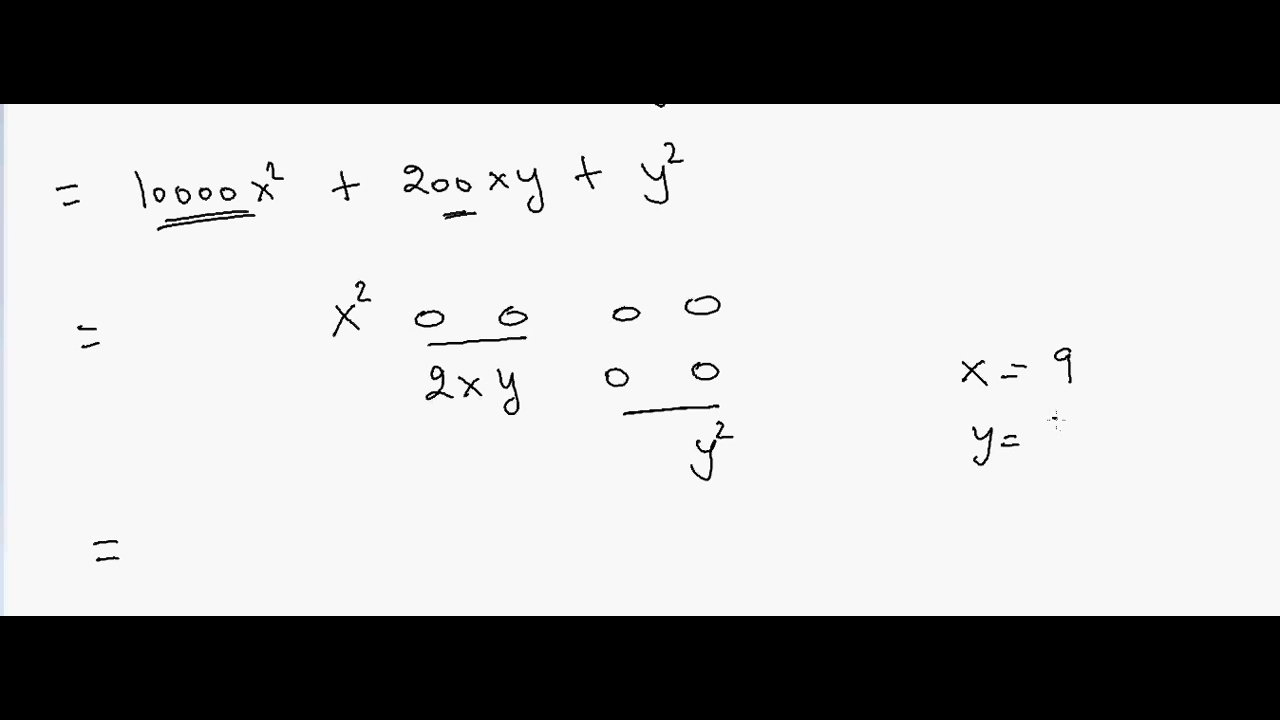 = 10000x² + 200xy + y²
= x² 0 0 0 0
2xy 0 0
x = 9
y =
y²
=